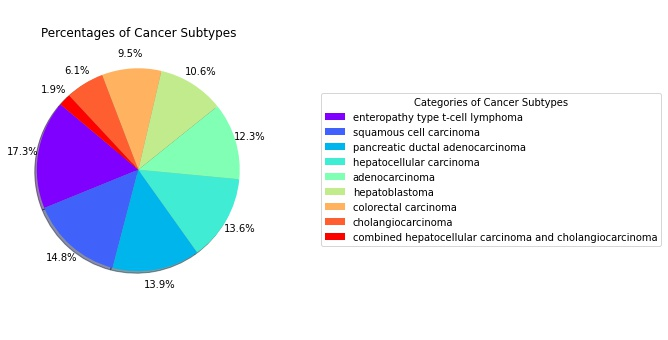 Percentages of Cancer Subtypes
9.5%
10.6%
6.1%
1.9%
12.3%
17.3%
13.6%
14.8%
13.9%
Categories of Cancer Subtypes
enteropathy type t-cell lymphoma
squamous cell carcinoma
pancreatic ductal adenocarcinoma
hepatocellular carcinoma
adenocarcinoma
hepatoblastoma
colorectal carcinoma
cholangiocarcinoma
combined hepatocellular carcinoma and cholangiocarcinoma